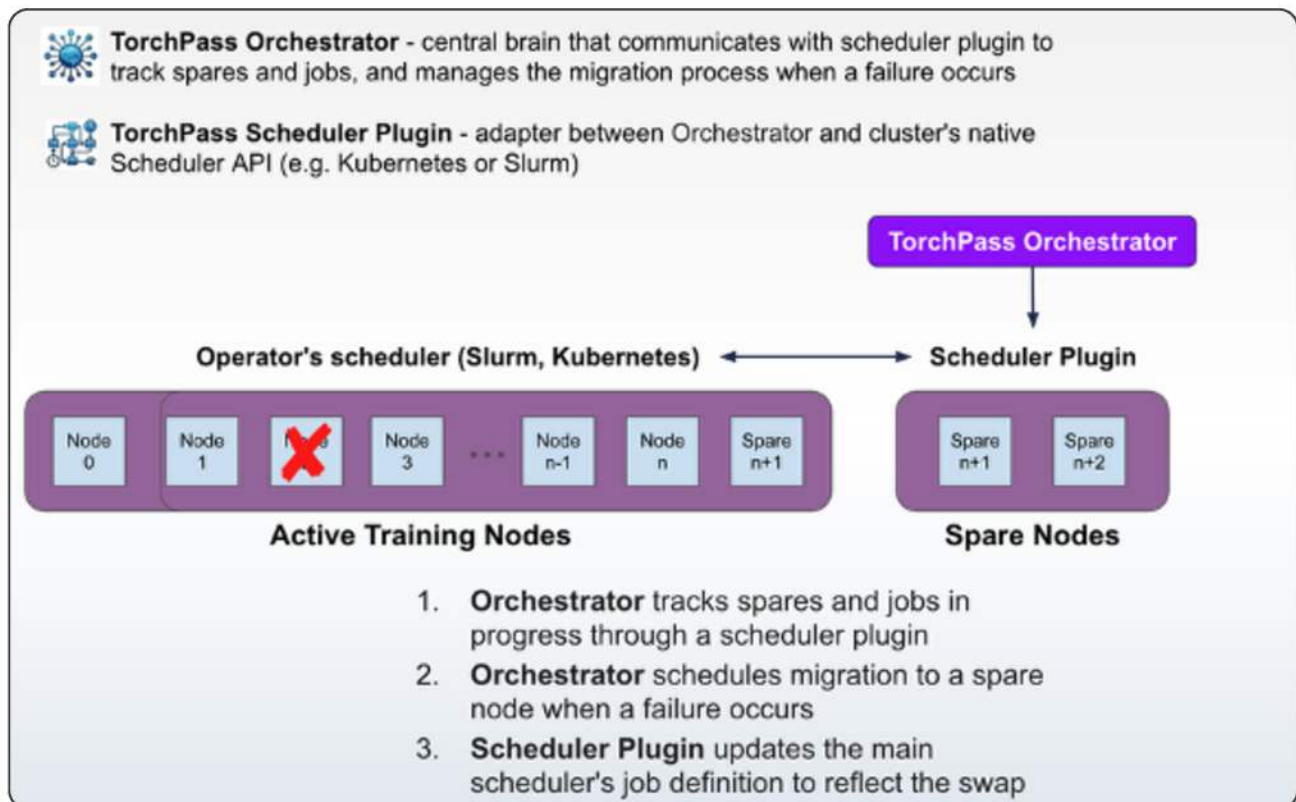 TorchPass Orchestrator - central brain that communicates with scheduler plugin to
track spares and jobs, and manages the migration process when a failure occurs
TorchPass Scheduler Plugin - adapter between Orchestrator and cluster's native
Scheduler API (e.g. Kubernetes or Slurm)
TorchPass Orchestrator
Operator's scheduler (Slurm, Kubernetes)
Scheduler Plugin
Node
0
Node
1
Node
3
...
Node
n-1
Node
n
Spare
n+1
Spare
n+1
Spare
n+2
Active Training Nodes
Spare Nodes
1. Orchestrator tracks spares and jobs in
progress through a scheduler plugin
2. Orchestrator schedules migration to a spare
node when a failure occurs
3. Scheduler Plugin updates the main
scheduler's job definition to reflect the swap